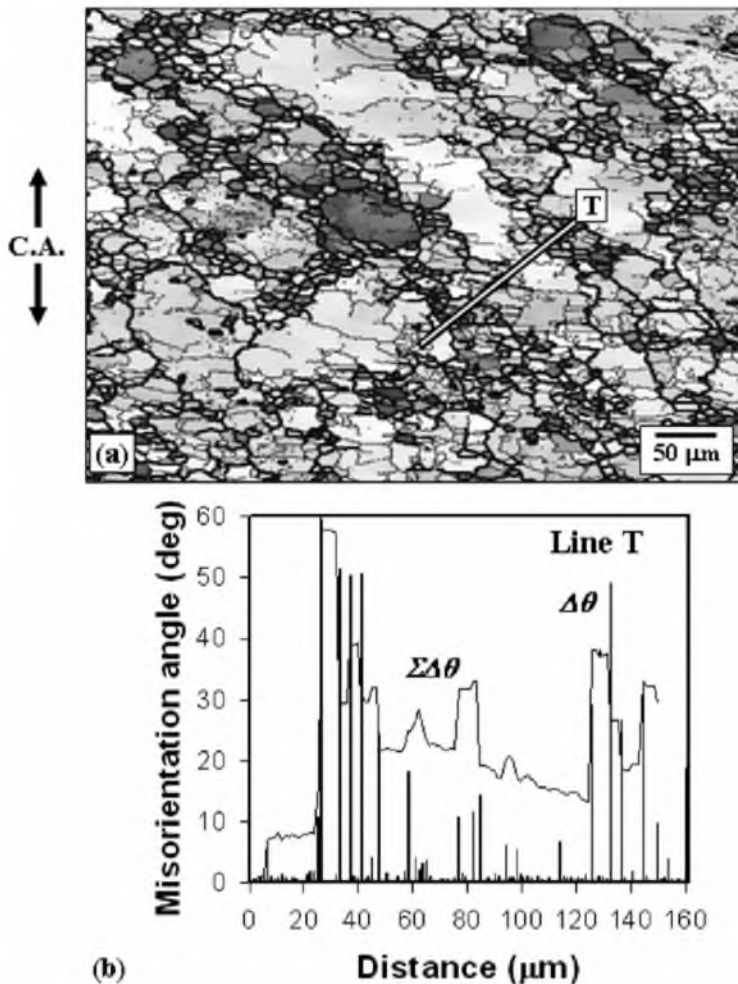 T
C.A.
(a)
50 μm
Misorientation angle (deg)
60
50
40
30
20
10
0
Line T
Δθ
ΣΔθ
0 20 40 60 80 100 120 140 160
(b)
Distance (μm)